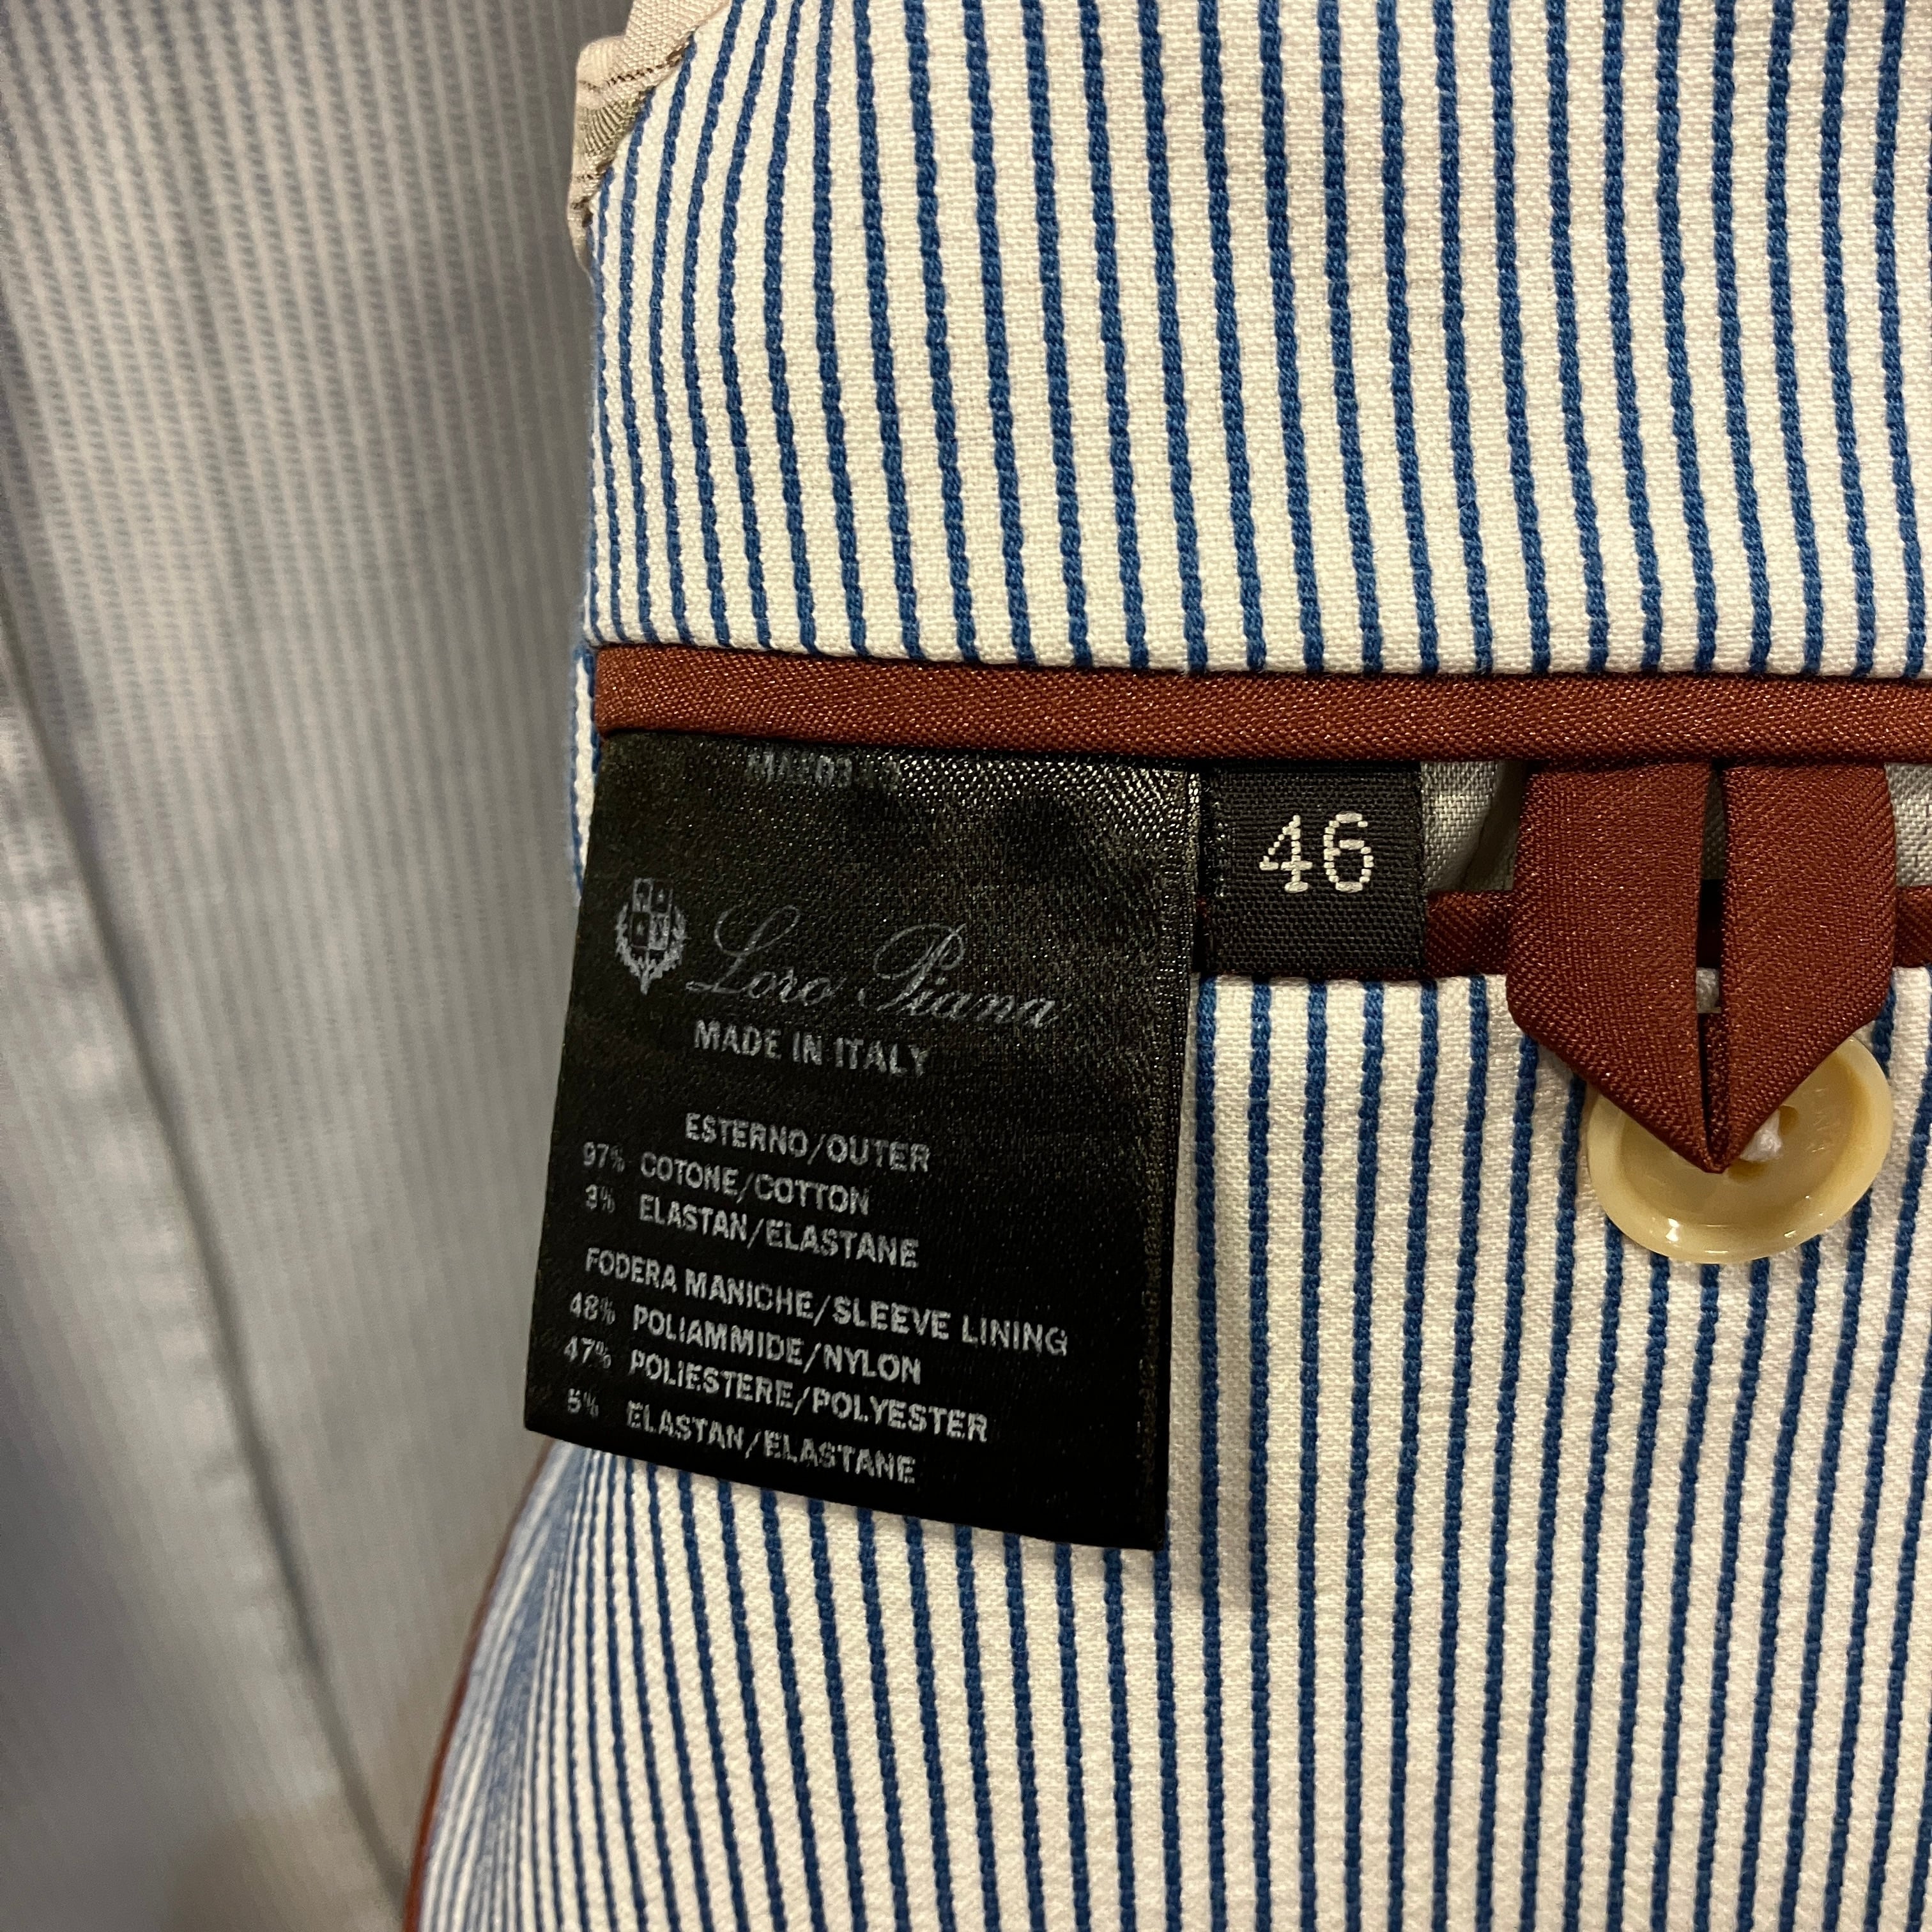 Loro Piana
MADE IN ITALY
ESTERNO/OUTER
97% COTONE/COTTON
3% ELASTAN/ELASTANE
FODERA MANICHE/SLEEVE LINING
48% POLIAMMIDE/NYLON
47% POLIESTERE/POLYESTER
5% ELASTAN/ELASTANE
46